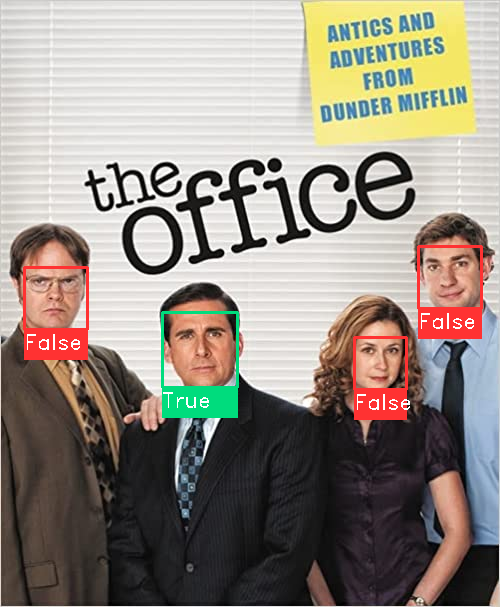 ANTICS AND
ADVENTURES
FROM
DUNDER MIFFLIN
the office
False
False
True
False